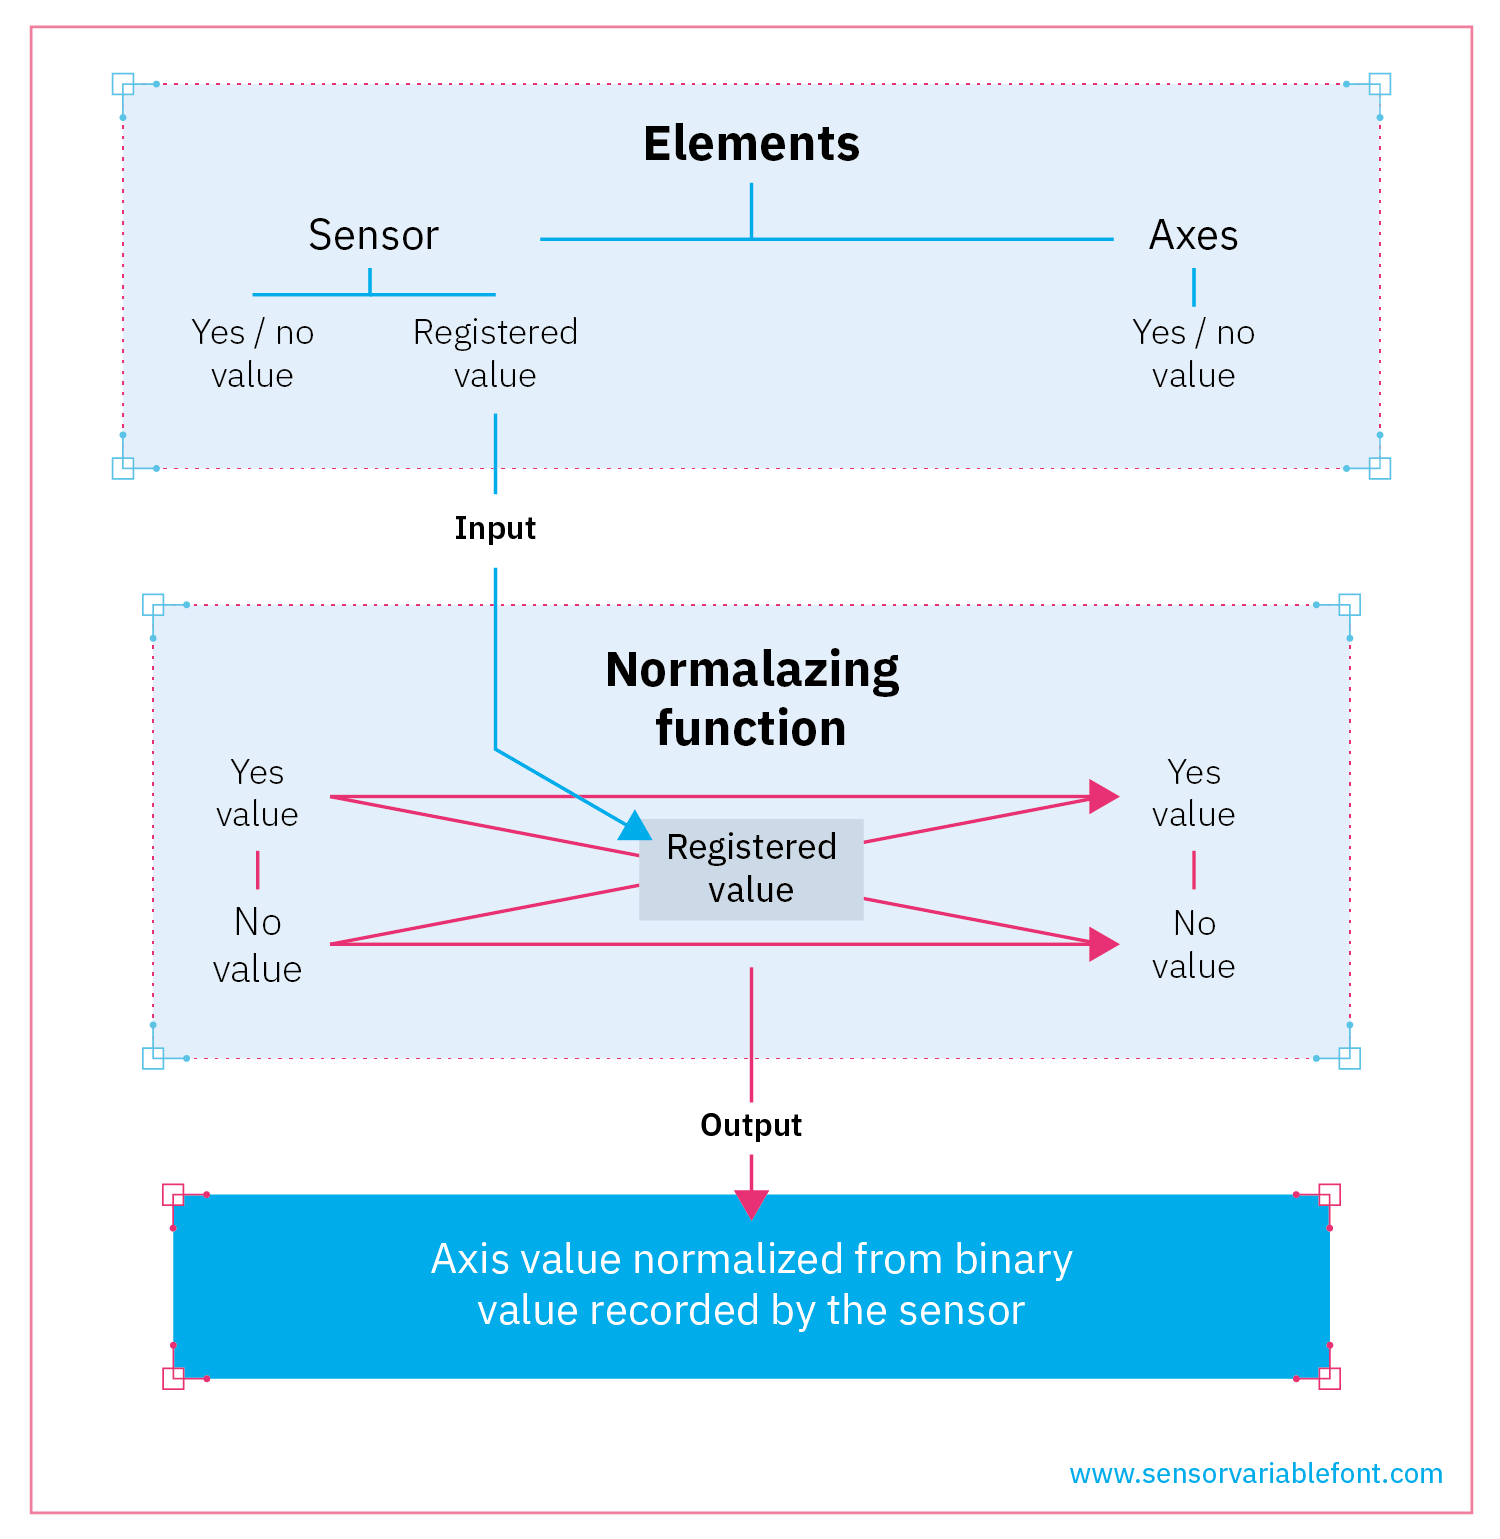 Elements
Sensor
Axes
Yes / no
value
Registered
value
Yes / no
value
Input
Normalazing
function
Yes
value
No
value
Registered
value
Yes
value
No
value
Output
Axis value normalized from binary
value recorded by the sensor
www.sensorvariablefont.com